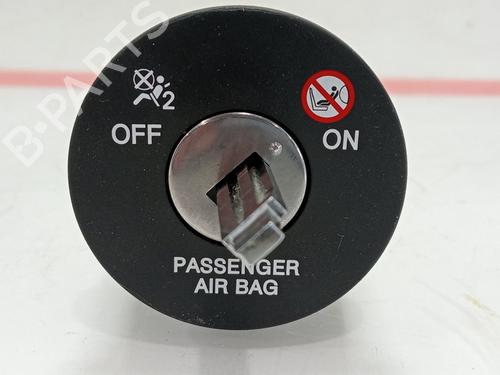 B-PARTS
2
OFF
ON
PASSENGER
AIR BAG